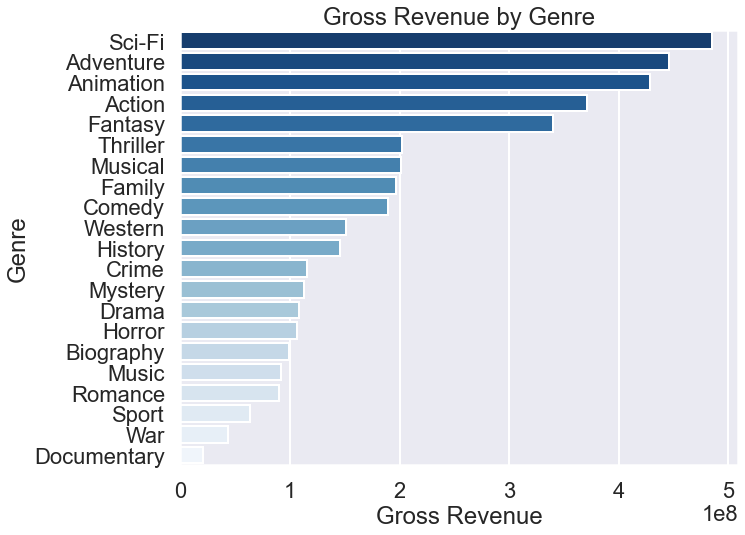 Gross Revenue by Genre
Sci-Fi
Adventure
Animation
Action
Fantasy
Thriller
Musical
Family
Comedy
Western
History
Crime
Mystery
Drama
Horror
Biography
Music
Romance
Sport
War
Documentary
Genre
0 1 2 3 4 5
1e8
Gross Revenue